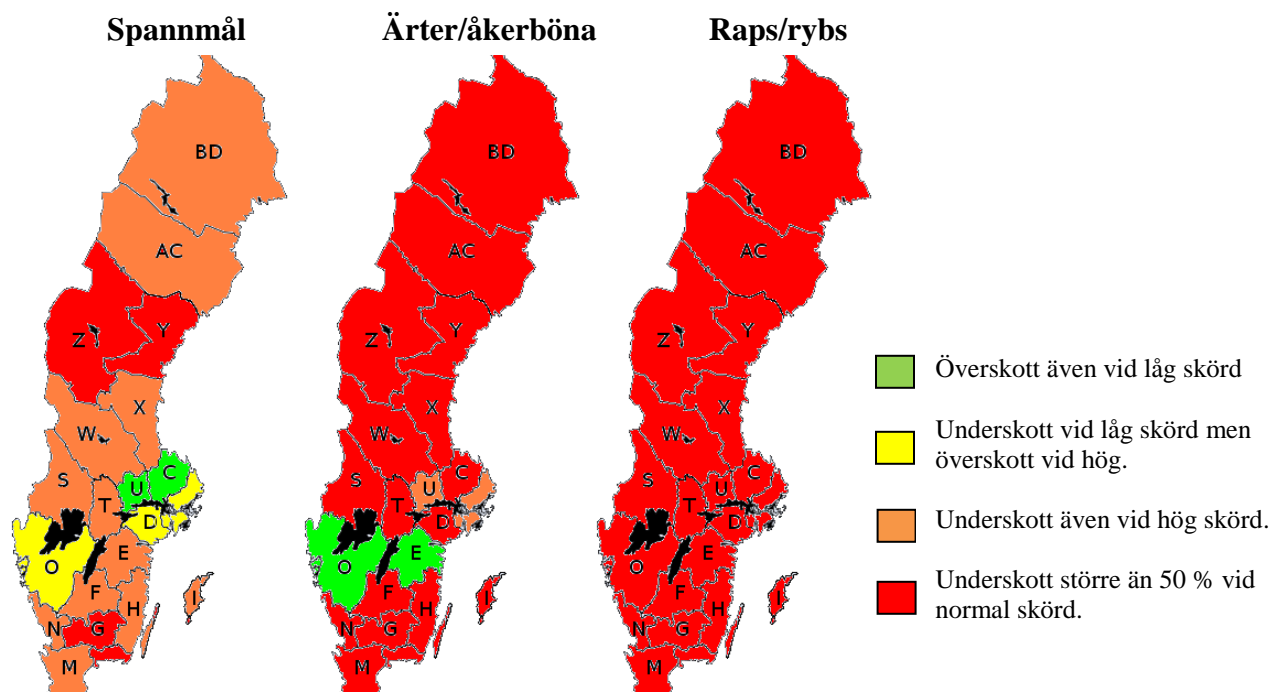 Spannmål
Ärter/åkerböna
Raps/rybs
BD
AC
Z
Y
X
W
S
C
U
T
D
O
E
F
H
I
N
G
M
BD
AC
Z
Y
X
W
S
C
U
T
D
O
E
F
H
I
N
G
M
BD
AC
Z
Y
X
W
S
C
U
T
D
O
E
F
H
I
N
G
M
Överskott även vid låg skörd
Underskott vid låg skörd men
överskott vid hög.
Underskott även vid hög skörd.
Underskott större än 50 % vid
normal skörd.